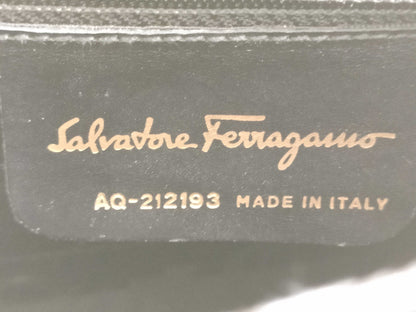 Salvatore Ferragamo
AQ-212193 MADE IN ITALY